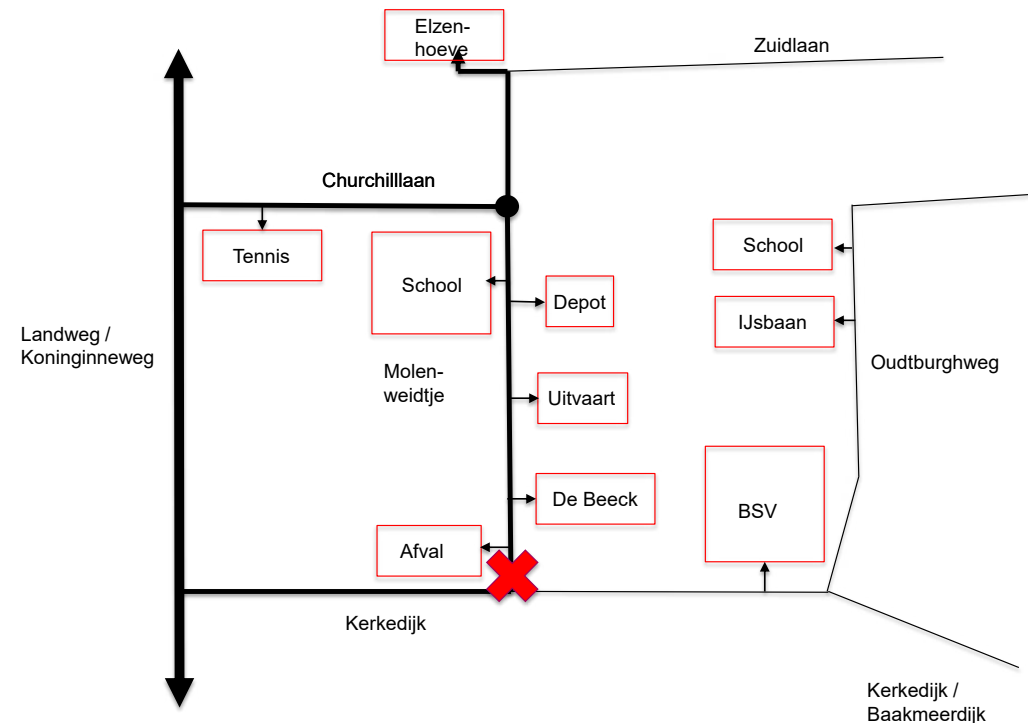 Elzen-
hoeve
Zuidlaan
Churchilllaan
Tennis
School
Depot
School
IJsbaan
Landweg /
Koninginneweg
Molen-
weidtje
Oudtburghweg
Uitvaart
De Beeck
BSV
Afval
Kerkedijk
Kerkedijk /
Baakmeerdijk